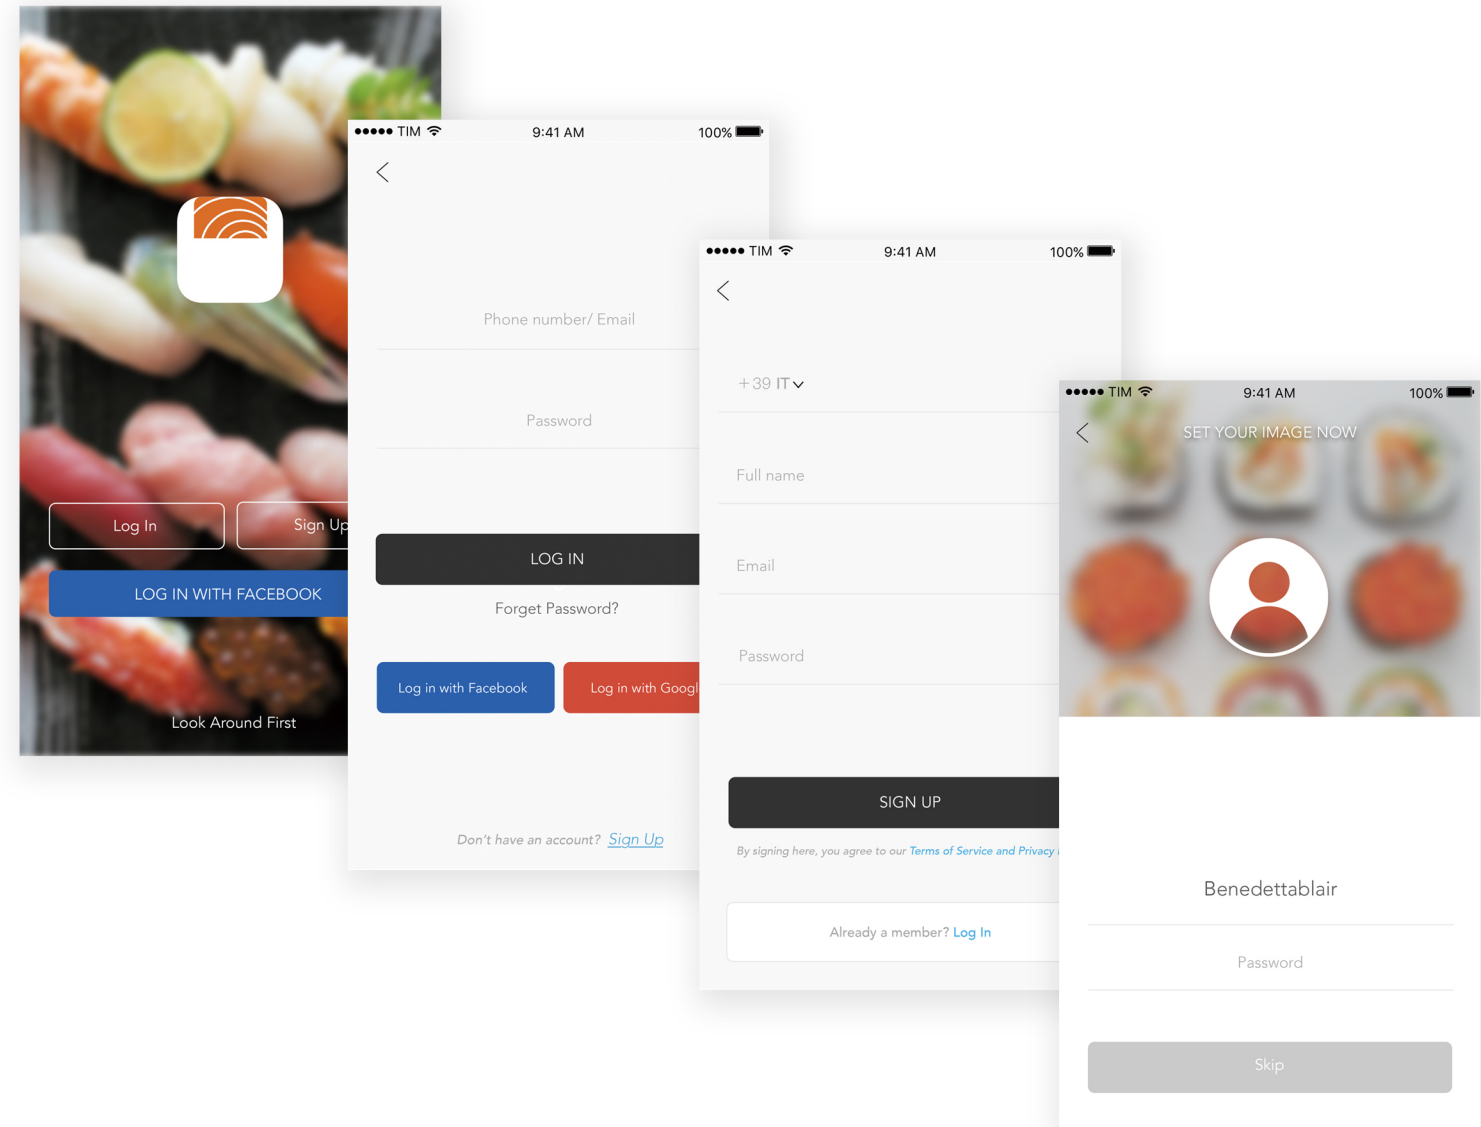 Log In
Sign Up
LOG IN WITH FACEBOOK
Look Around First
TIM 9:41 AM 100%
Phone number/ Email
Password
LOG IN
Forget Password?
Log in with Facebook
Log in with Googl
Don't have an account? Sign Up
TIM 9:41 AM 100%
+39 IT
Full name
Email
Password
SIGN UP
By signing here, you agree to our Terms of Service and Privacy
Already a member? Log In
TIM 9:41 AM 100%
SET YOUR IMAGE NOW
Benedettablair
Password
Skip